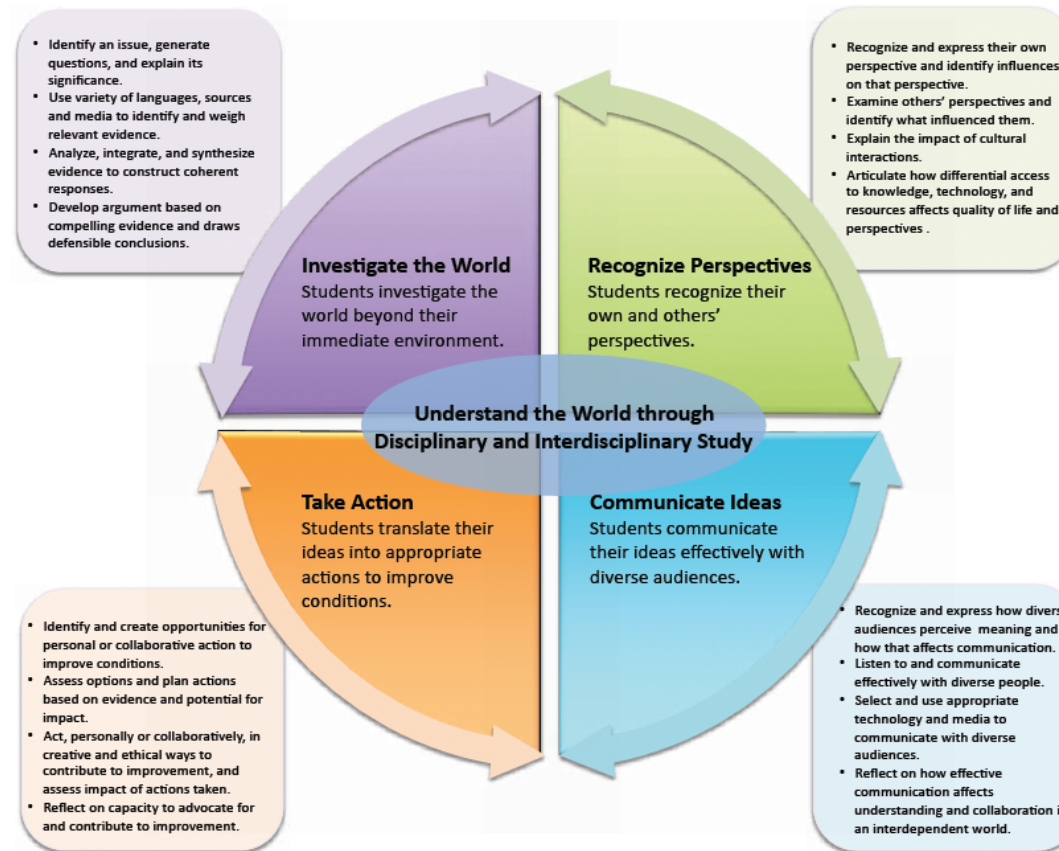 • Identify an issue, generate
questions, and explain its
significance.
• Use variety of languages, sources
and media to identify and weigh
relevant evidence.
• Analyze, integrate, and synthesize
evidence to construct coherent
responses.
• Develop argument based on
compelling evidence and draws
defensible conclusions.
• Recognize and express their own
perspective and identify influences
on that perspective.
• Examine others' perspectives and
identify what influenced them.
• Explain the impact of cultural
interactions.
• Articulate how differential access
to knowledge, technology, and
resources affects quality of life and
perspectives .
Investigate the World
Students investigate the
world beyond their
immediate environment.
Recognize Perspectives
Students recognize their
own and others'
perspectives.
Understand the World through
Disciplinary and Interdisciplinary Study
Take Action
Students translate their
ideas into appropriate
actions to improve
conditions.
Communicate Ideas
Students communicate
their ideas effectively with
diverse audiences.
• Identify and create opportunities for
personal or collaborative action to
improve conditions.
• Assess options and plan actions
based on evidence and potential for
impact.
• Act, personally or collaboratively, in
creative and ethical ways to
contribute to improvement, and
assess impact of actions taken.
• Reflect on capacity to advocate for
and contribute to improvement.
• Recognize and express how divers
audiences perceive meaning and
how that affects communication.
• Listen to and communicate
effectively with diverse people.
• Select and use appropriate
technology and media to
communicate with diverse
audiences.
• Reflect on how effective
communication affects
understanding and collaboration i
an interdependent world.